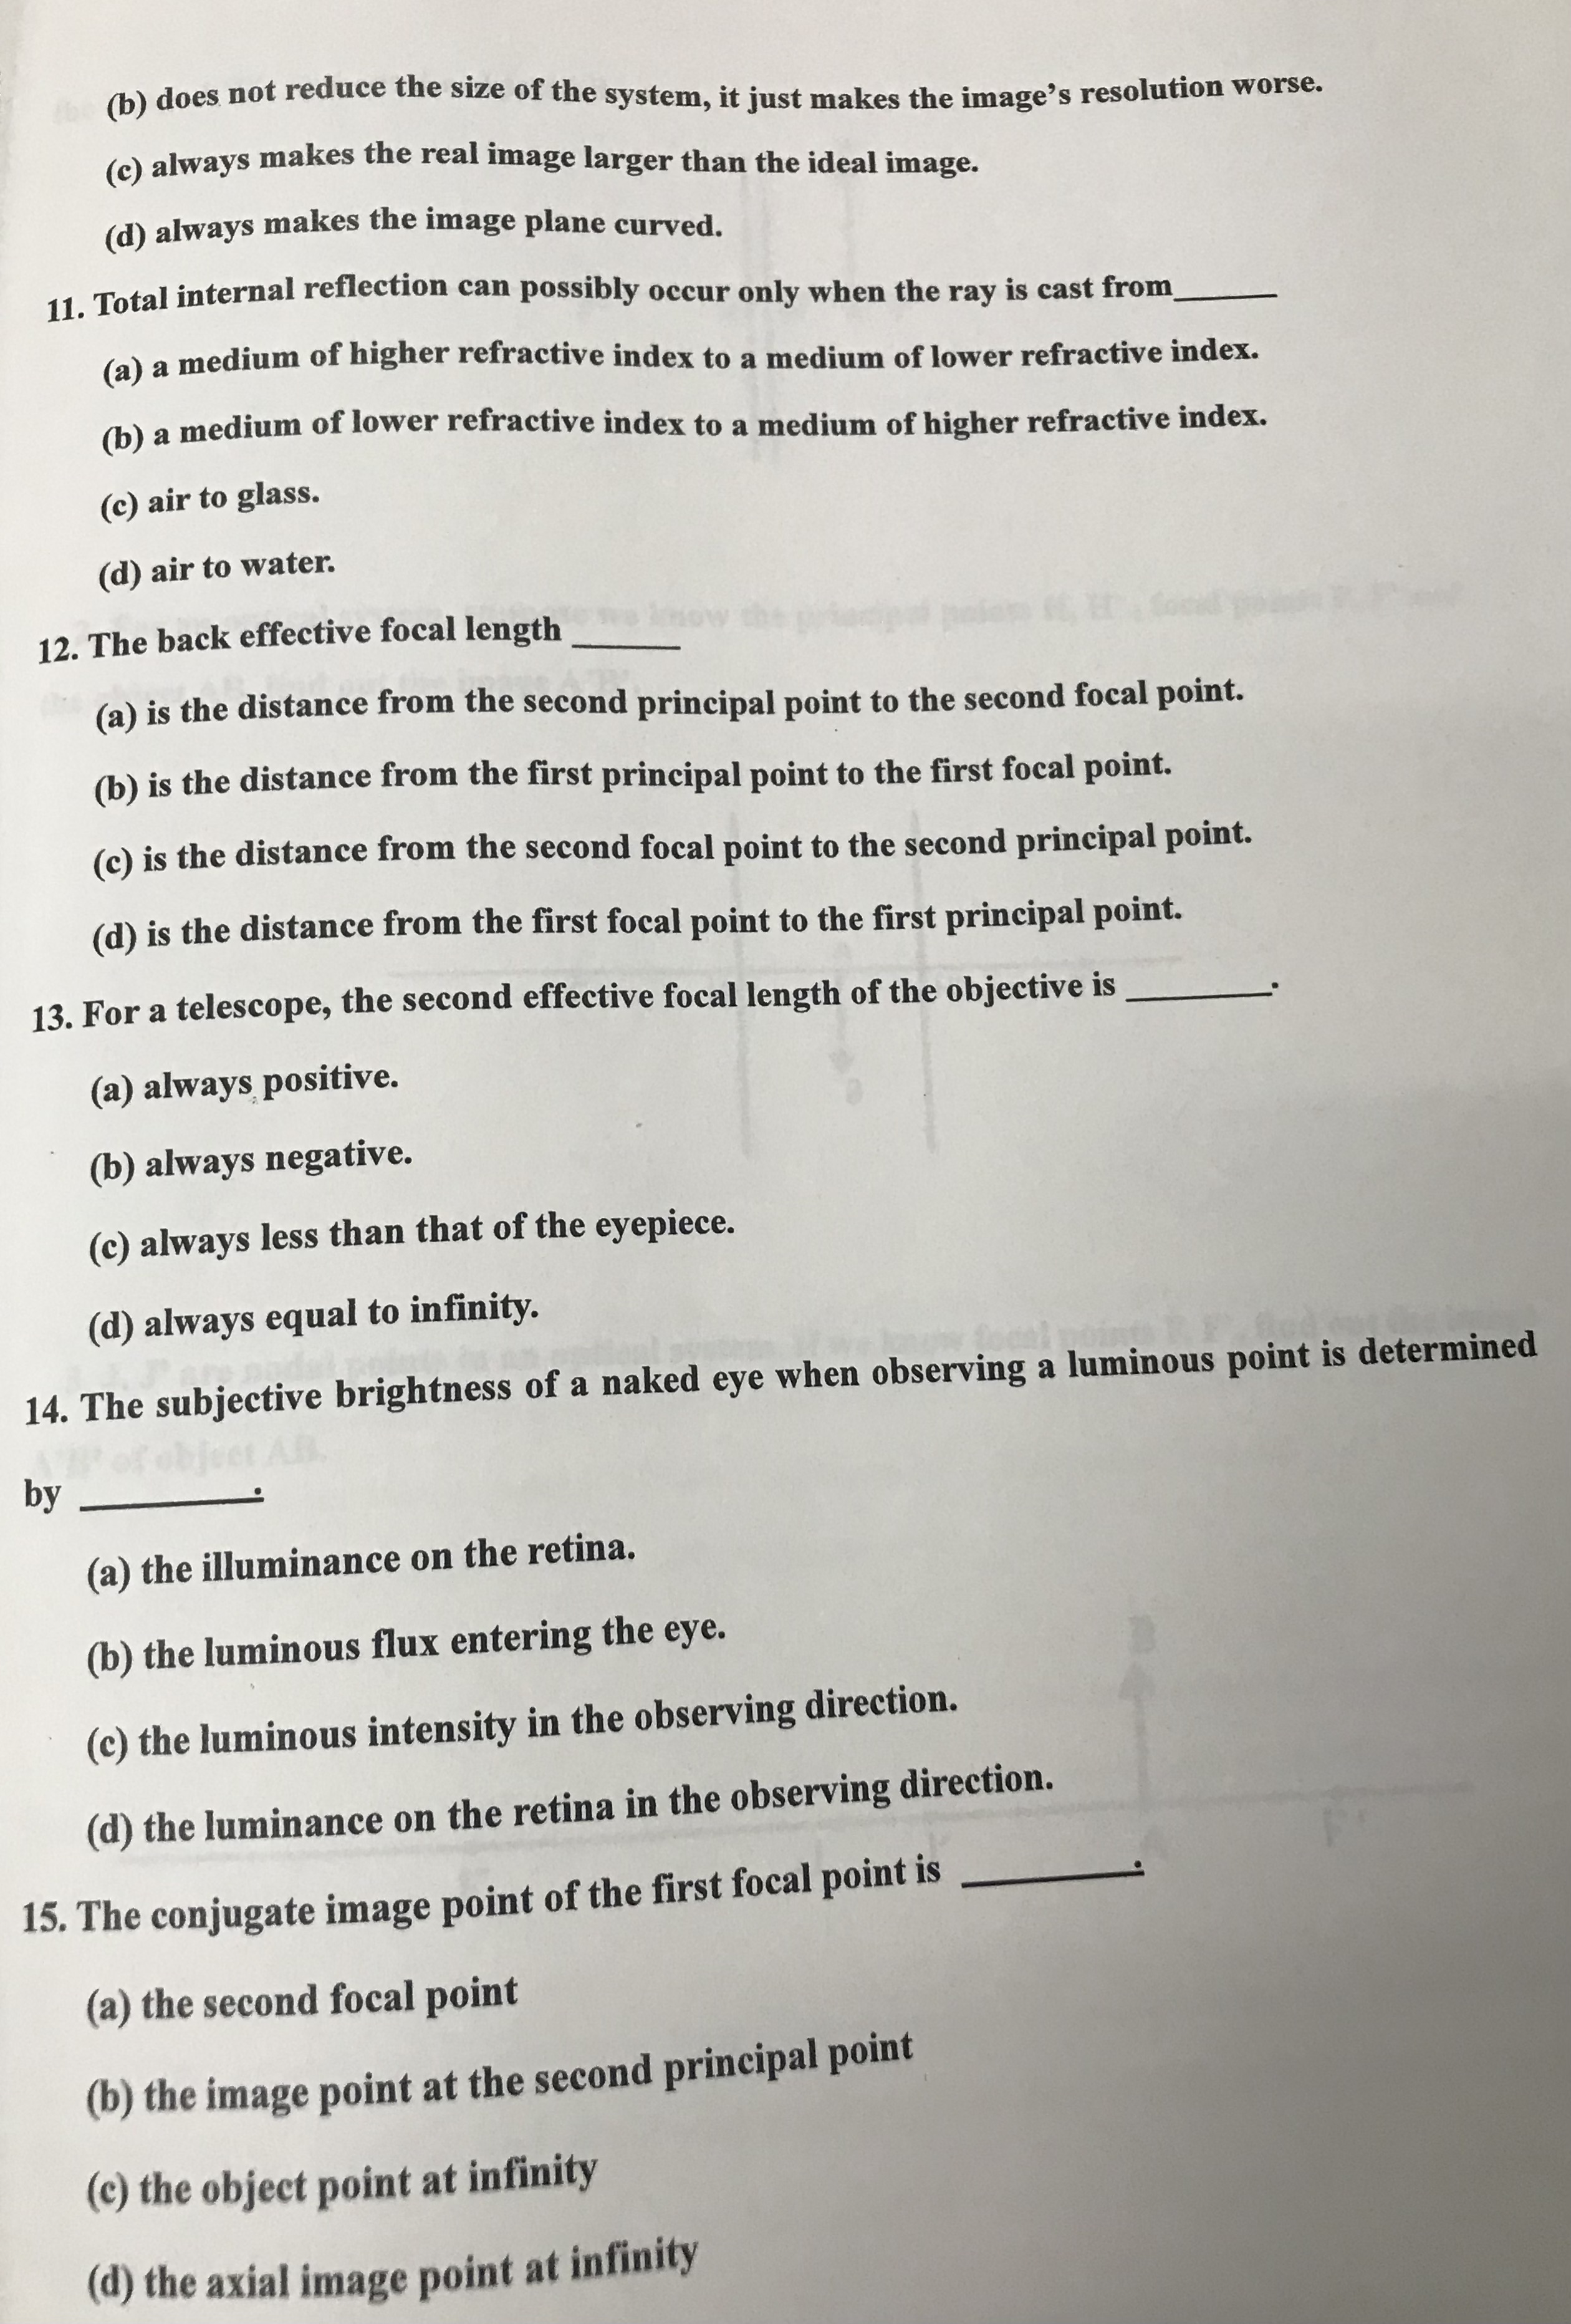 (b) does not reduce the size of the system, it just makes the image's resolution worse.
(c) always makes the real image larger than the ideal image.
(d) always makes the image plane curved.
11. Total internal reflection can possibly occur only when the ray is cast from______
(a) a medium of higher refractive index to a medium of lower refractive index.
(b) a medium of lower refractive index to a medium of higher refractive index.
(c) air to glass.
(d) air to water.
12. The back effective focal length ______
(a) is the distance from the second principal point to the second focal point.
(b) is the distance from the first principal point to the first focal point.
(c) is the distance from the second focal point to the second principal point.
(d) is the distance from the first focal point to the first principal point.
13. For a telescope, the second effective focal length of the objective is ________.
(a) always positive.
(b) always negative.
(c) always less than that of the eyepiece.
(d) always equal to infinity.
14. The subjective brightness of a naked eye when observing a luminous point is determined
by __________.
(a) the illuminance on the retina.
(b) the luminous flux entering the eye.
(c) the luminous intensity in the observing direction.
(d) the luminance on the retina in the observing direction.
15. The conjugate image point of the first focal point is __________.
(a) the second focal point
(b) the image point at the second principal point
(c) the object point at infinity
(d) the axial image point at infinity